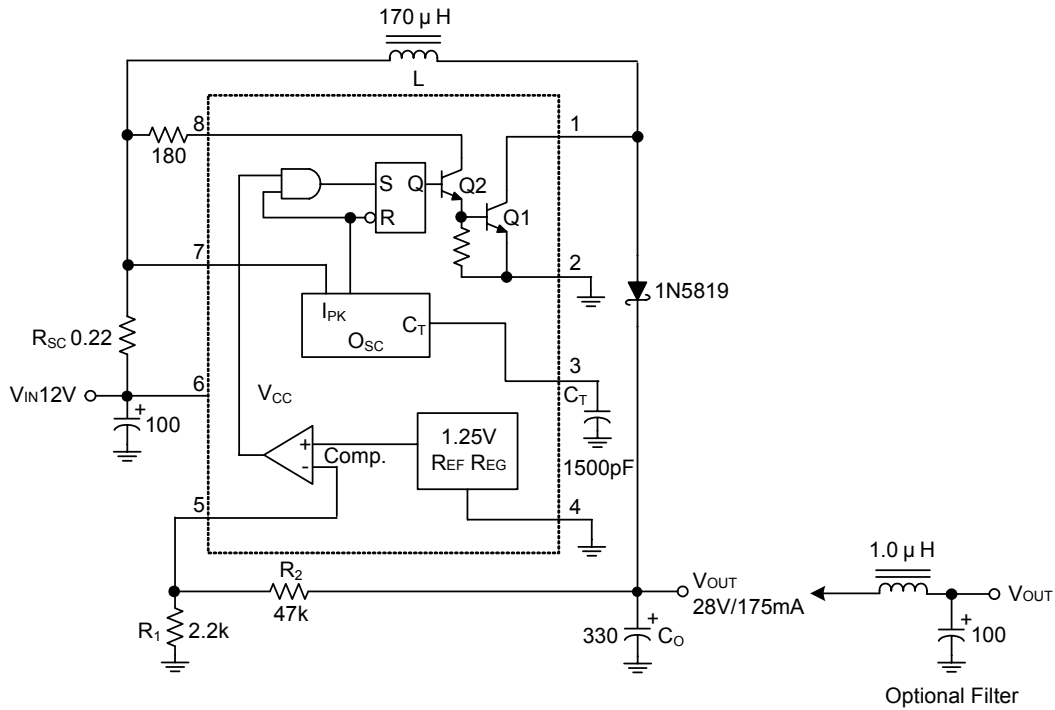 170 µ H
L
8
1
180
S
Q
Q2
R
Q1
7
2
1N5819
IPK
CT
OSC
RSC 0.22
3
VIN12V
6
VCC
CT
+
100
1.25V
REF REG
+
-
Comp.
1500pF
5
4
1.0 µ H
R2
47k
VOUT
28V/175mA
VOUT
R1
2.2k
330
+
CO
+
100
Optional Filter